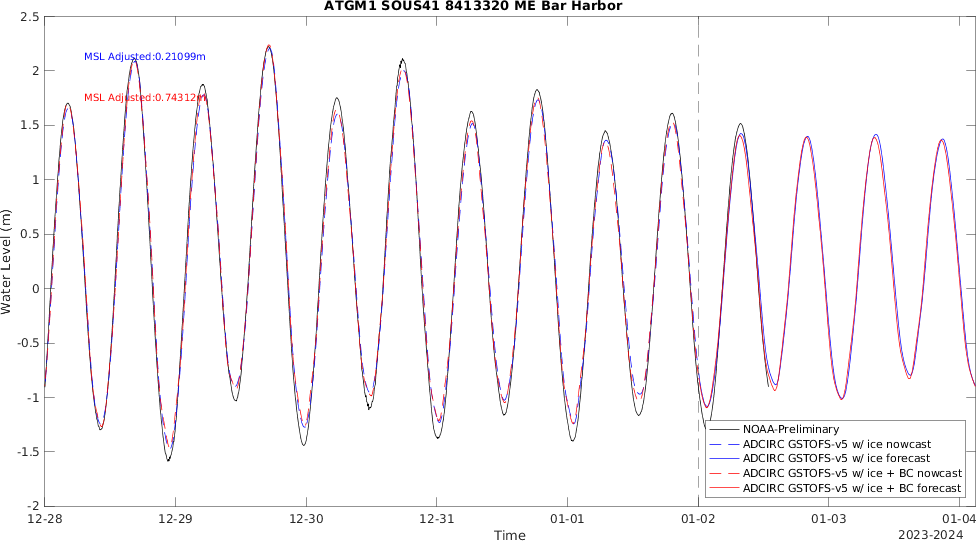 ATGM1 SOUS41 8413320 ME Bar Harbor
2.5
MSL Adjusted:0.21099m
2
MSL Adjusted:0.74312m
1.5
1
0.5
0
-0.5
-1
-1.5
-2
Water Level (m)
NOAA-Preliminary
ADCIRC GSTOFS-v5 w/ ice nowcast
ADCIRC GSTOFS-v5 w/ ice forecast
ADCIRC GSTOFS-v5 w/ ice + BC nowcast
ADCIRC GSTOFS-v5 w/ ice + BC forecast
12-28 12-29 12-30 12-31 01-01 01-02 01-03 01-04
Time
2023-2024